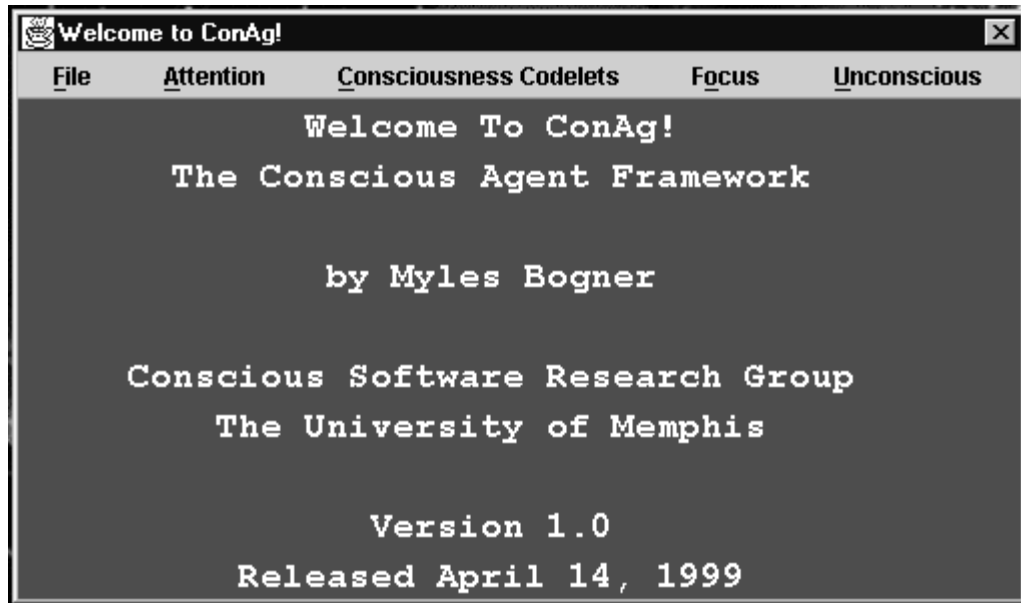 Welcome to ConAg!
File Attention Consciousness Codelets Focus Unconscious
Welcome To ConAg!
The Conscious Agent Framework
by Myles Bogner
Conscious Software Research Group
The University of Memphis
Version 1.0
Released April 14, 1999